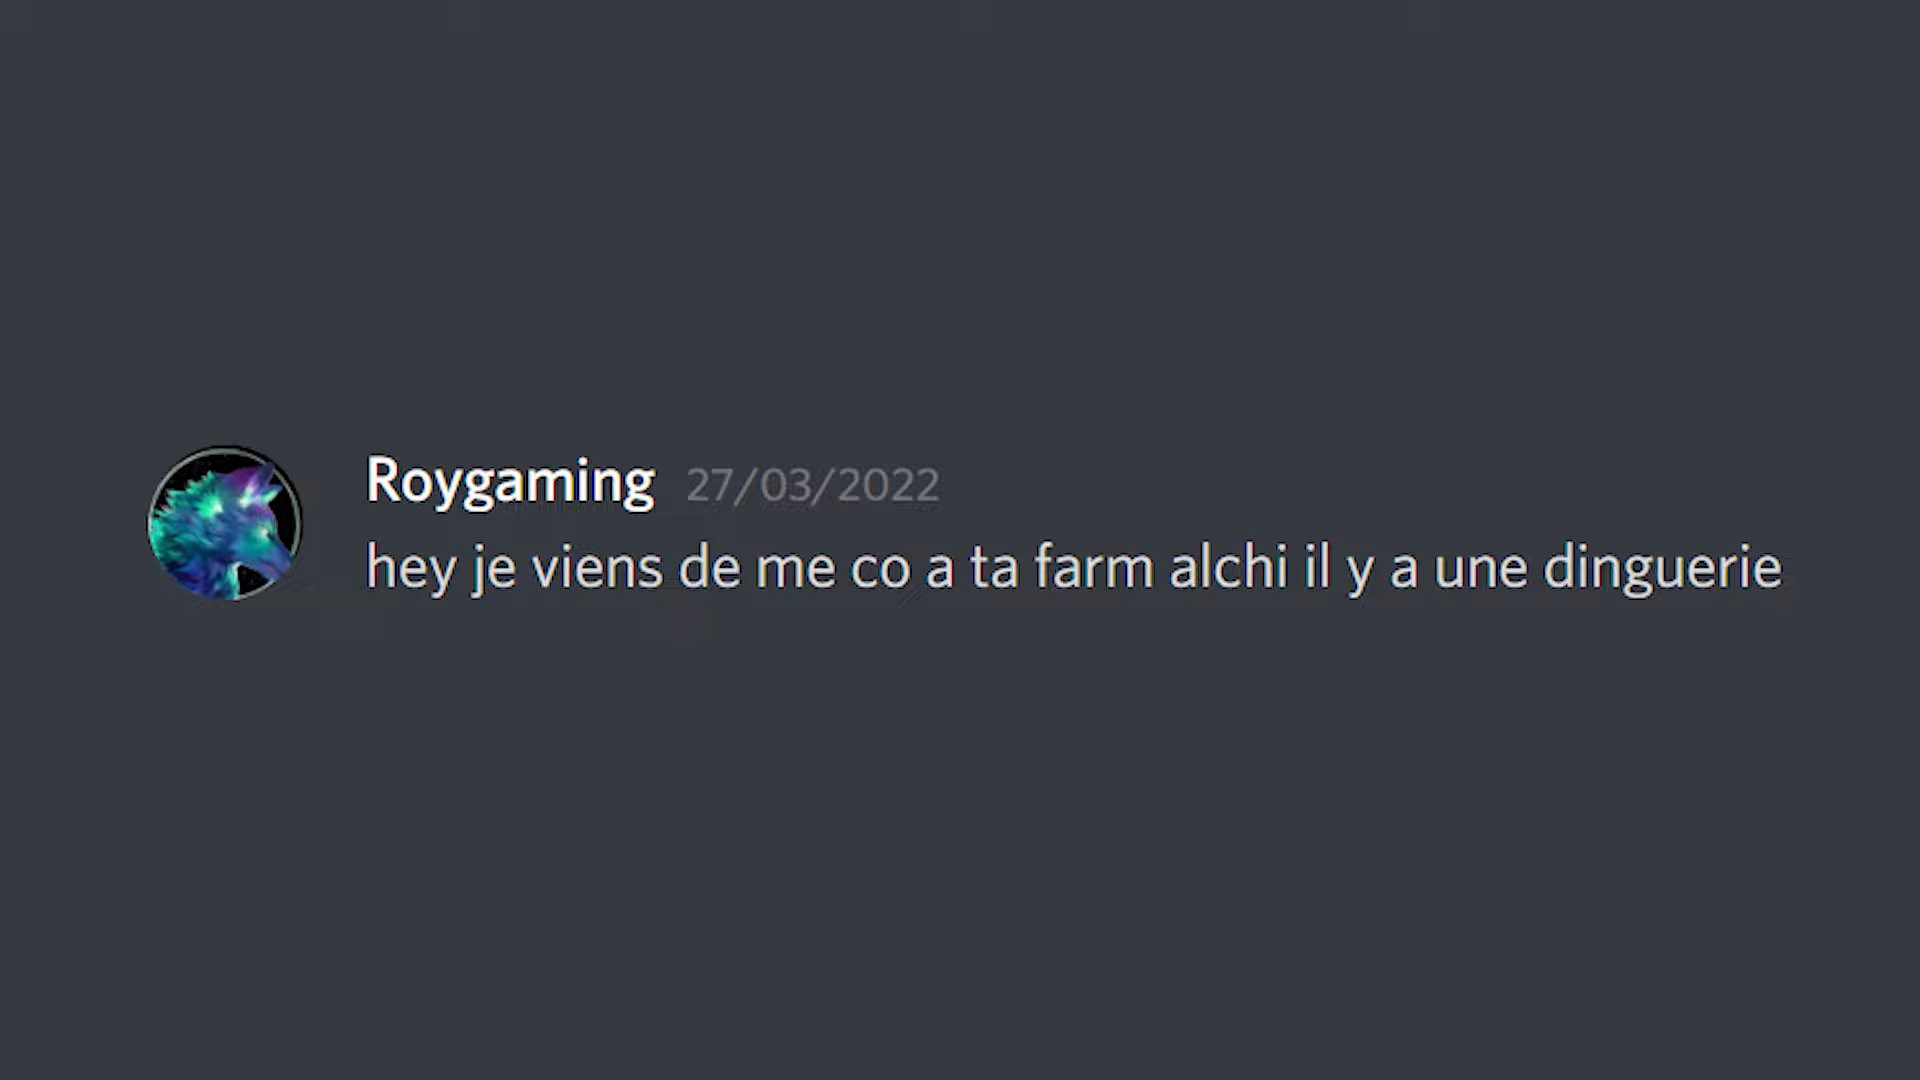 Roygaming 27/03/2022
hey je viens de me co a ta farm alchi il y a une dinguerie